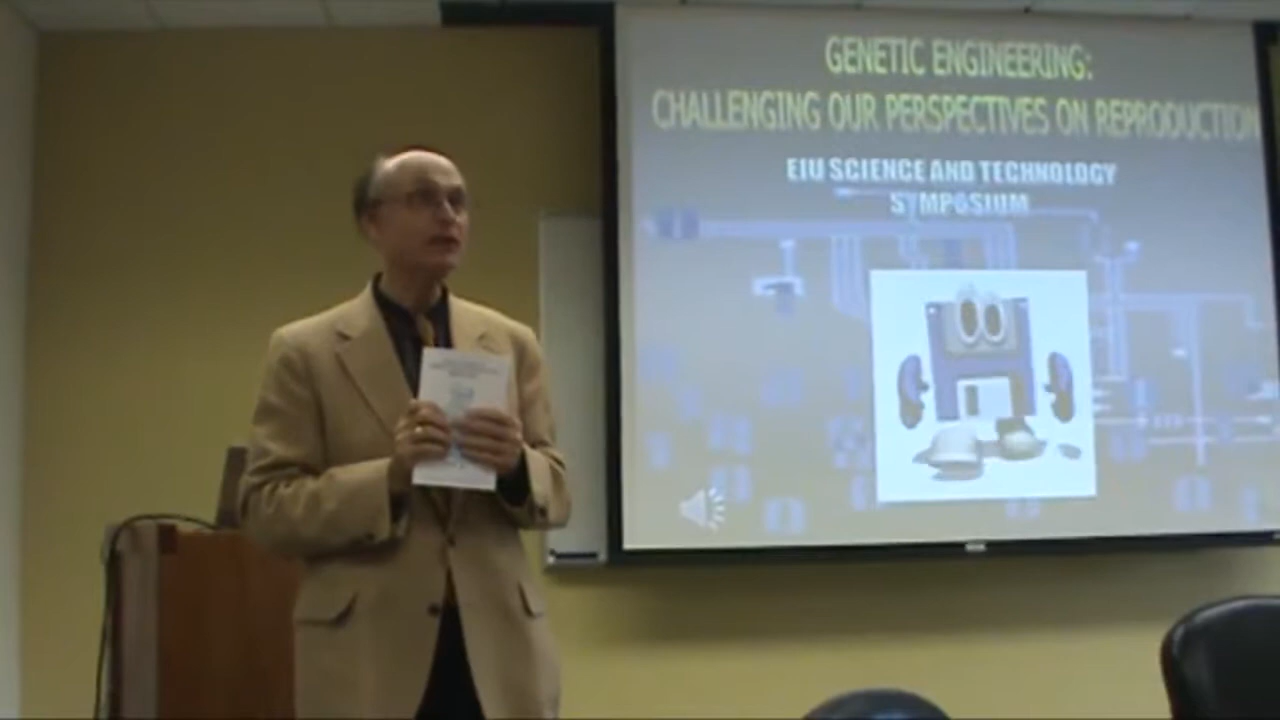 GENETIC ENGINEERING:
CHALLENGING OUR PERSPECTIVES ON REPRODUCTION
EIU SCIENCE AND TECHNOLOGY
SYMPOSIUM